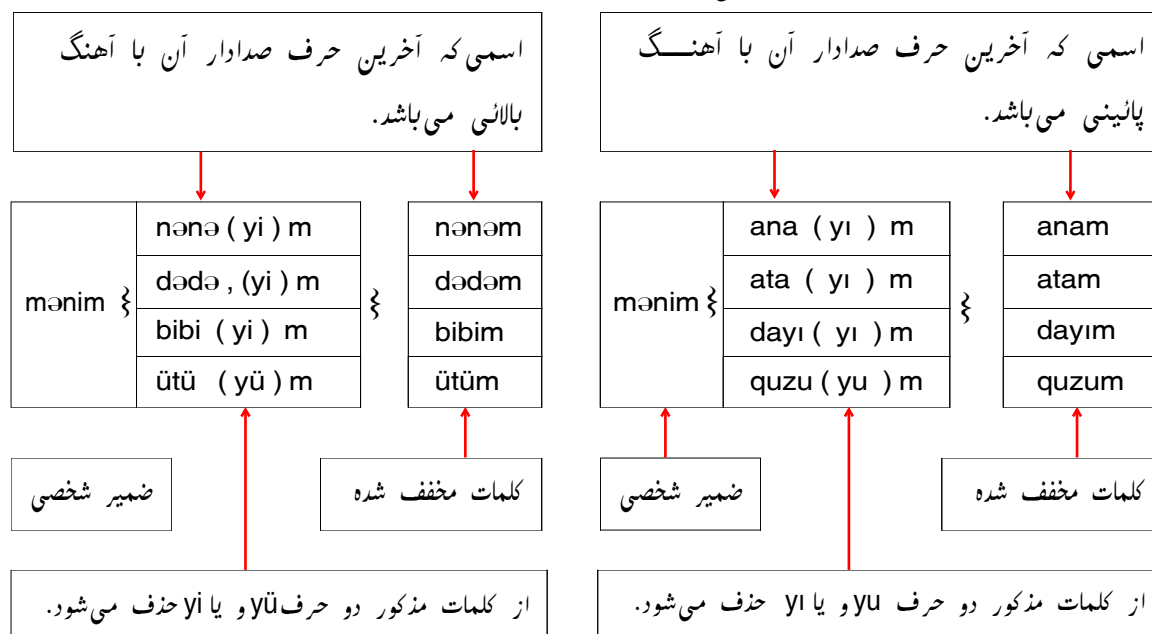 اسمی که آخرین حرف صدادار آن با آهنگ
پائینی می‌باشد.
mənim
ana ( yı ) m
ata ( yı ) m
dayı ( yı ) m
quzu ( yu ) m
anam
atam
dayım
quzum
ضمیر شخصی
کلمات مخفف شده
از کلمات مذکور دو حرف yu و یا yı حذف می‌شود.
اسمی که آخرین حرف صدادار آن با آهنگ
بالائی می‌باشد.
mənim
nənə ( yi ) m
dədə , (yi ) m
bibi ( yi ) m
ütü ( yü ) m
nənəm
dədəm
bibim
ütüm
ضمیر شخصی
کلمات مخفف شده
از کلمات مذکور دو حرف yü و یا yi حذف می‌شود.